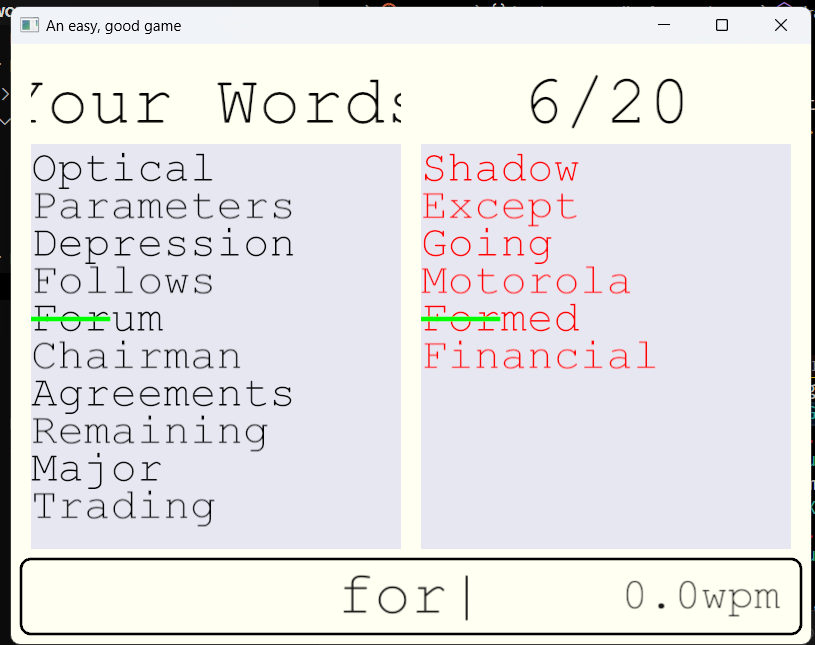 An easy, good game
Your Words
6/20
Optical
Parameters
Depression
Follows
Forum
Chairman
Agreements
Remaining
Major
Trading
Shadow
Except
Going
Motorola
Formed
Financial
for|
0.0wpm